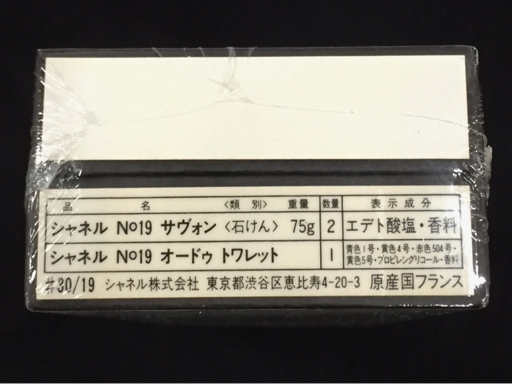 品 名 〈類 別〉 重量 数量 表示成分
シャネル No19 サヴォン 〈石けん〉 75g 2 エデト酸塩・香料
シャネル No19 オードゥ トワレット 1 青色1号・黄色4号・赤色504号・
黄色5号・プロピレングリコール・香料
#30/19 シャネル株式会社 東京都渋谷区恵比寿4-20-3 原産国フランス